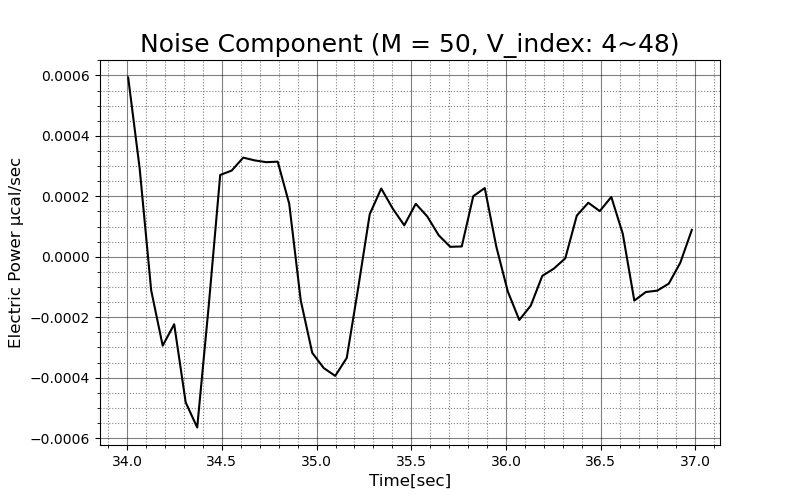 Noise Component (M = 50, V_index: 4~48)
Electric Power μcal/sec
0.0006
0.0004
0.0002
0.0000
−0.0002
−0.0004
−0.0006
34.0 34.5 35.0 35.5 36.0 36.5 37.0
Time[sec]